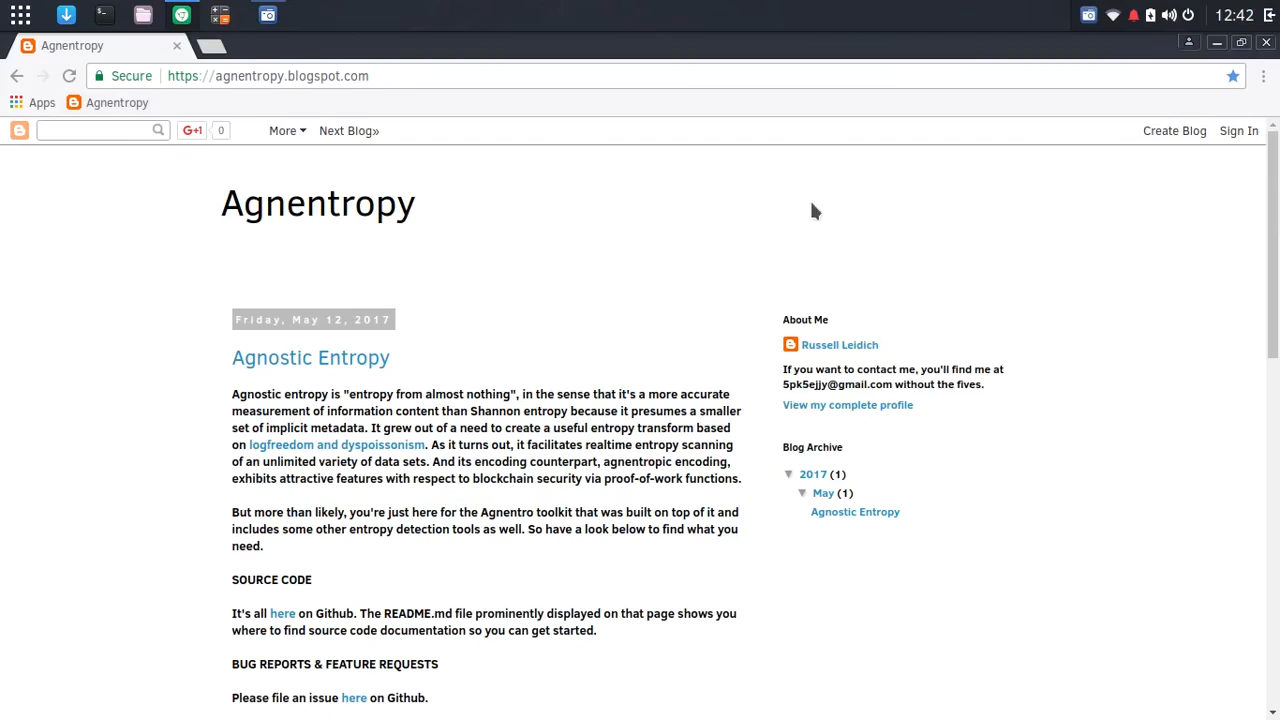 12:42
Agnentropy
Secure https://agnentropy.blogspot.com
Apps Agnentropy
G+1 0 More Next Blog» Create Blog Sign In
Agnentropy
Friday, May 12, 2017
Agnostic Entropy
Agnostic entropy is "entropy from almost nothing", in the sense that it's a more accurate
measurement of information content than Shannon entropy because it presumes a smaller
set of implicit metadata. It grew out of a need to create a useful entropy transform based
on logfreedom and dyspoissonism. As it turns out, it facilitates realtime entropy scanning
of an unlimited variety of data sets. And its encoding counterpart, agnentropic encoding,
exhibits attractive features with respect to blockchain security via proof-of-work functions.
But more than likely, you're just here for the Agnentro toolkit that was built on top of it and
includes some other entropy detection tools as well. So have a look below to find what you
need.
SOURCE CODE
It's all here on Github. The README.md file prominently displayed on that page shows you
where to find source code documentation so you can get started.
BUG REPORTS & FEATURE REQUESTS
Please file an issue here on Github.
About Me
Russell Leidich
If you want to contact me, you'll find me at
5pk5ejjy@gmail.com without the fives.
View my complete profile
Blog Archive
2017 (1)
May (1)
Agnostic Entropy